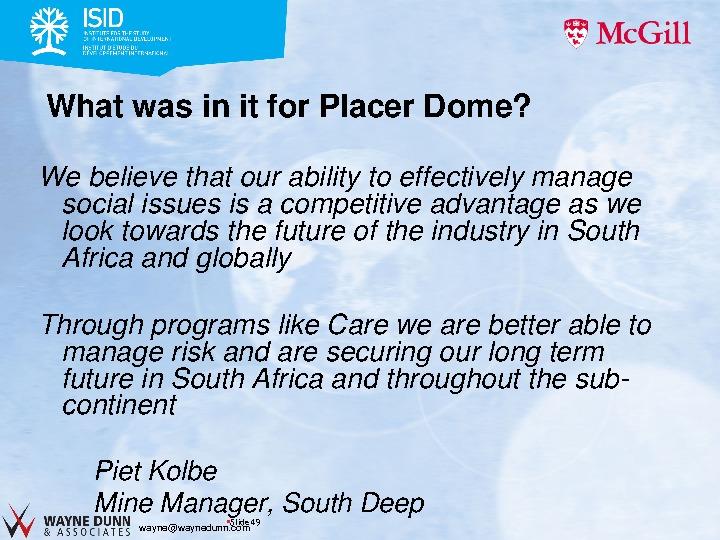 ISID
INSTITUTE FOR THE STUDY
OF INTERNATIONAL DEVELOPMENT
INSTITUT D'ÉTUDE DU
DÉVELOPPEMENT INTERNATIONAL
McGill
What was in it for Placer Dome?
We believe that our ability to effectively manage
social issues is a competitive advantage as we
look towards the future of the industry in South
Africa and globally
Through programs like Care we are better able to
manage risk and are securing our long term
future in South Africa and throughout the sub-
continent
Piet Kolbe
Mine Manager, South Deep
WAYNE DUNN
& ASSOCIATES
Slide 49
wayne@waynedunn.com